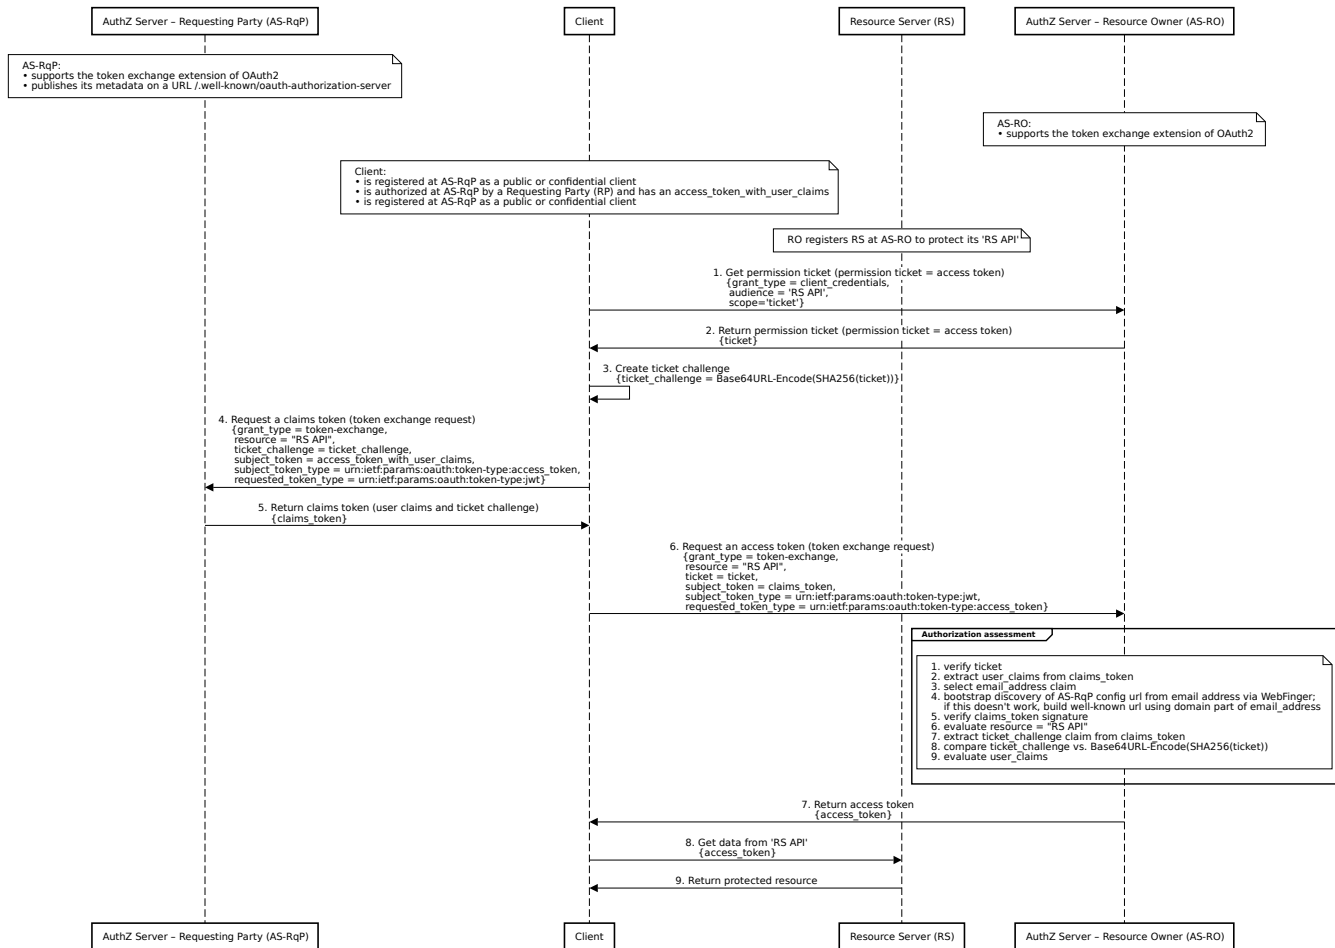 AuthZ Server – Requesting Party (AS-RqP)
Client
Resource Server (RS)
AuthZ Server – Resource Owner (AS-RO)
AS-RqP:
• supports the token exchange extension of OAuth2
• publishes its metadata on a URL /.well-known/oauth-authorization-server
AS-RO:
• supports the token exchange extension of OAuth2
Client:
• is registered at AS-RqP as a public or confidential client
• is authorized at AS-RqP by a Requesting Party (RP) and has an access_token_with_user_claims
• is registered at AS-RqP as a public or confidential client
RO registers RS at AS-RO to protect its 'RS API'
1. Get permission ticket (permission ticket = access token)
{grant_type = client_credentials,
audience = 'RS API',
scope='ticket'}
2. Return permission ticket (permission ticket = access token)
{ticket}
3. Create ticket challenge
{ticket_challenge = Base64URL-Encode(SHA256(ticket))}
4. Request a claims token (token exchange request)
{grant_type = token-exchange,
resource = "RS API",
ticket_challenge = ticket_challenge,
subject_token = access_token_with_user_claims,
subject_token_type = urn:ietf:params:oauth:token-type:access_token,
requested_token_type = urn:ietf:params:oauth:token-type:jwt}
5. Return claims token (user claims and ticket challenge)
{claims_token}
6. Request an access token (token exchange request)
{grant_type = token-exchange,
resource = "RS API",
ticket = ticket,
subject_token = claims_token,
subject_token_type = urn:ietf:params:oauth:token-type:jwt,
requested_token_type = urn:ietf:params:oauth:token-type:access_token}
Authorization assessment
1. verify ticket
2. extract user_claims from claims_token
3. select email_address claim
4. bootstrap discovery of AS-RqP config url from email address via WebFinger;
if this doesn't work, build well-known url using domain part of email_address
5. verify claims_token signature
6. evaluate resource = "RS API"
7. extract ticket_challenge claim from claims_token
8. compare ticket_challenge vs. Base64URL-Encode(SHA256(ticket))
9. evaluate user_claims
7. Return access token
{access_token}
8. Get data from 'RS API'
{access_token}
9. Return protected resource
AuthZ Server – Requesting Party (AS-RqP)
Client
Resource Server (RS)
AuthZ Server – Resource Owner (AS-RO)